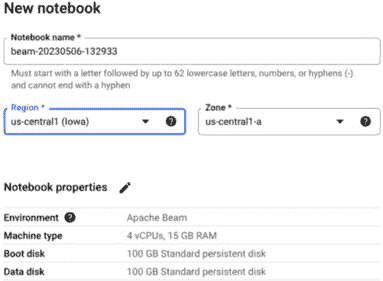 New notebook
Notebook name *
beam-20230506-132933
Must start with a letter followed by up to 62 lowercase letters, numbers, or hyphens (-)
and cannot end with a hyphen
Region *
us-central1 (Iowa)
Zone *
us-central1-a
Notebook properties
Environment Apache Beam
Machine type 4 vCPUs, 15 GB RAM
Boot disk 100 GB Standard persistent disk
Data disk 100 GB Standard persistent disk